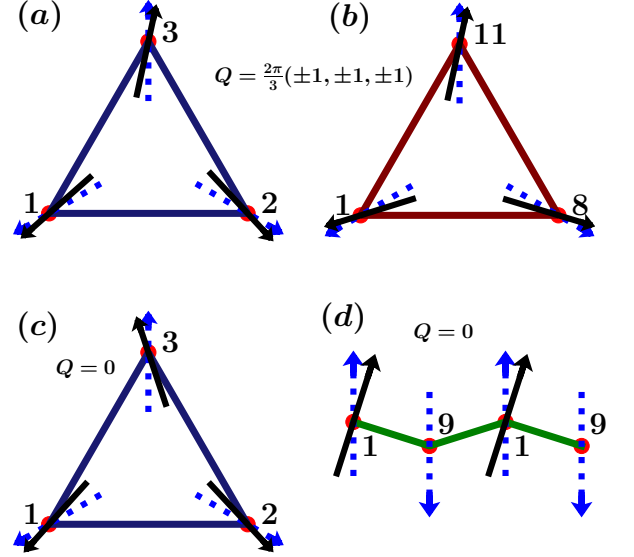 (a)
3
1
2
Q = \frac{2π}{3}(±1, ±1, ±1)
(b)
11
1
8
(c)
Q = 0
3
1
2
(d)
Q = 0
1
9
1
9